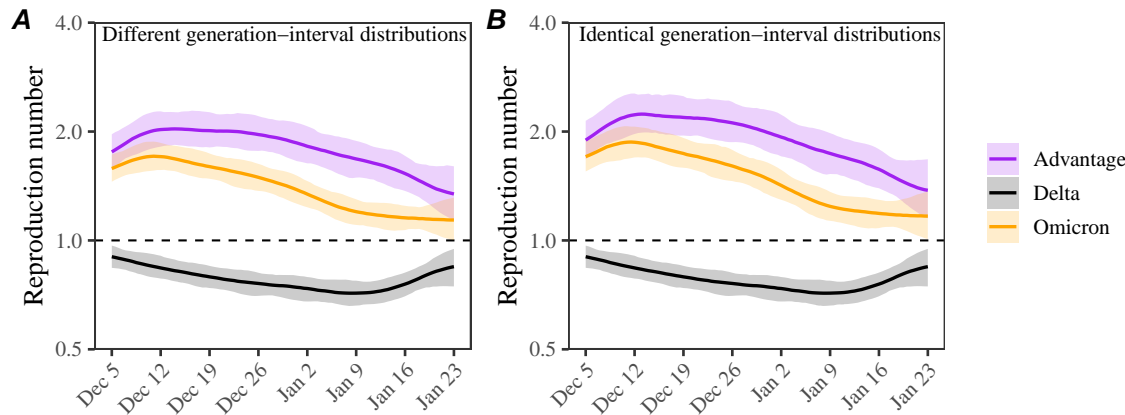 A
Different generation−interval distributions
Reproduction number
4.0
2.0
1.0
0.5
Dec 5
Dec 12
Dec 19
Dec 26
Jan 2
Jan 9
Jan 16
Jan 23
B
Identical generation−interval distributions
Reproduction number
4.0
2.0
1.0
0.5
Dec 5
Dec 12
Dec 19
Dec 26
Jan 2
Jan 9
Jan 16
Jan 23
Advantage
Delta
Omicron